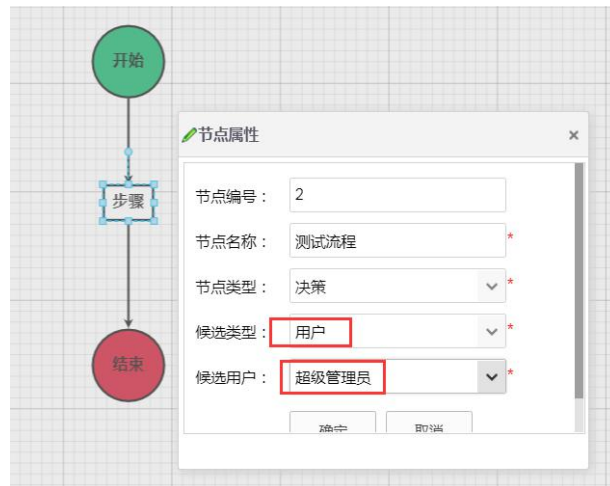 开始
步骤
结束
节点属性
节点编号： 2
节点名称： 测试流程 *
节点类型： 决策 *
候选类型： 用户 *
候选用户： 超级管理员 *
确定 取消